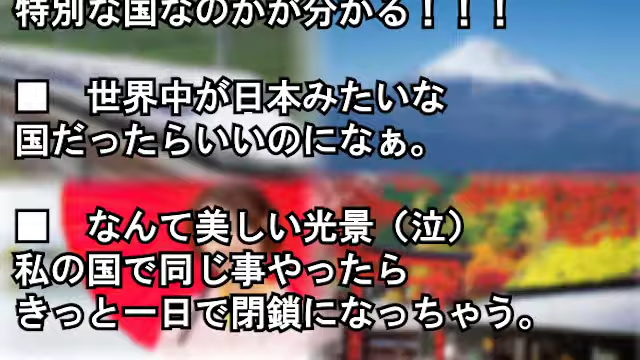 特別な国なのかが分かる！！！
■　世界中が日本みたいな
国だったらいいのになぁ。
■　なんて美しい光景（泣）
私の国で同じ事やったら
きっと一日で閉鎖になっちゃう。